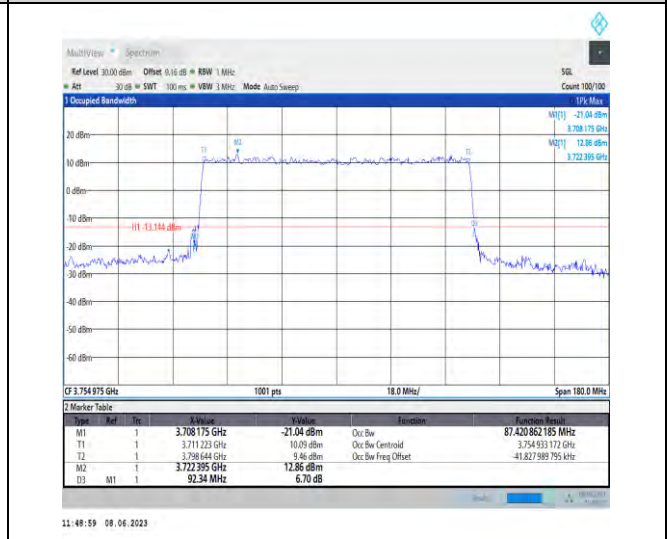 MultiView Spectrum
Ref Level 30.00 dBm Offset 9.16 dB RBW 1 MHz SGL
Att 30 dB SWT 100 ms VBW 3 MHz Mode Auto Sweep Count 100/100
1 Occupied Bandwidth 1Pk Max
M1[1] -21.04 dBm
3.708 175 GHz
M2[1] 12.86 dBm
3.722 395 GHz
20 dBm
10 dBm
0 dBm
-10 dBm
H1 -13.144 dBm
-20 dBm
-30 dBm
-40 dBm
-50 dBm
-60 dBm
T1
M2
T2
D3
CF 3.754 975 GHz 1001 pts 18.0 MHz/ Span 180.0 MHz
2 Marker Table
Type Ref Trc X-Value Y-Value Function Function Result
M1 1 3.708 175 GHz -21.04 dBm Occ Bw 87.420 862 185 MHz
T1 1 3.711 223 GHz 10.09 dBm Occ Bw Centroid 3.754 933 172 GHz
T2 1 3.798 644 GHz 9.46 dBm Occ Bw Freq Offset -41.827 989 795 kHz
M2 1 3.722 395 GHz 12.86 dBm
D3 M1 1 92.34 MHz 6.70 dB
11:48:59 08.06.2023